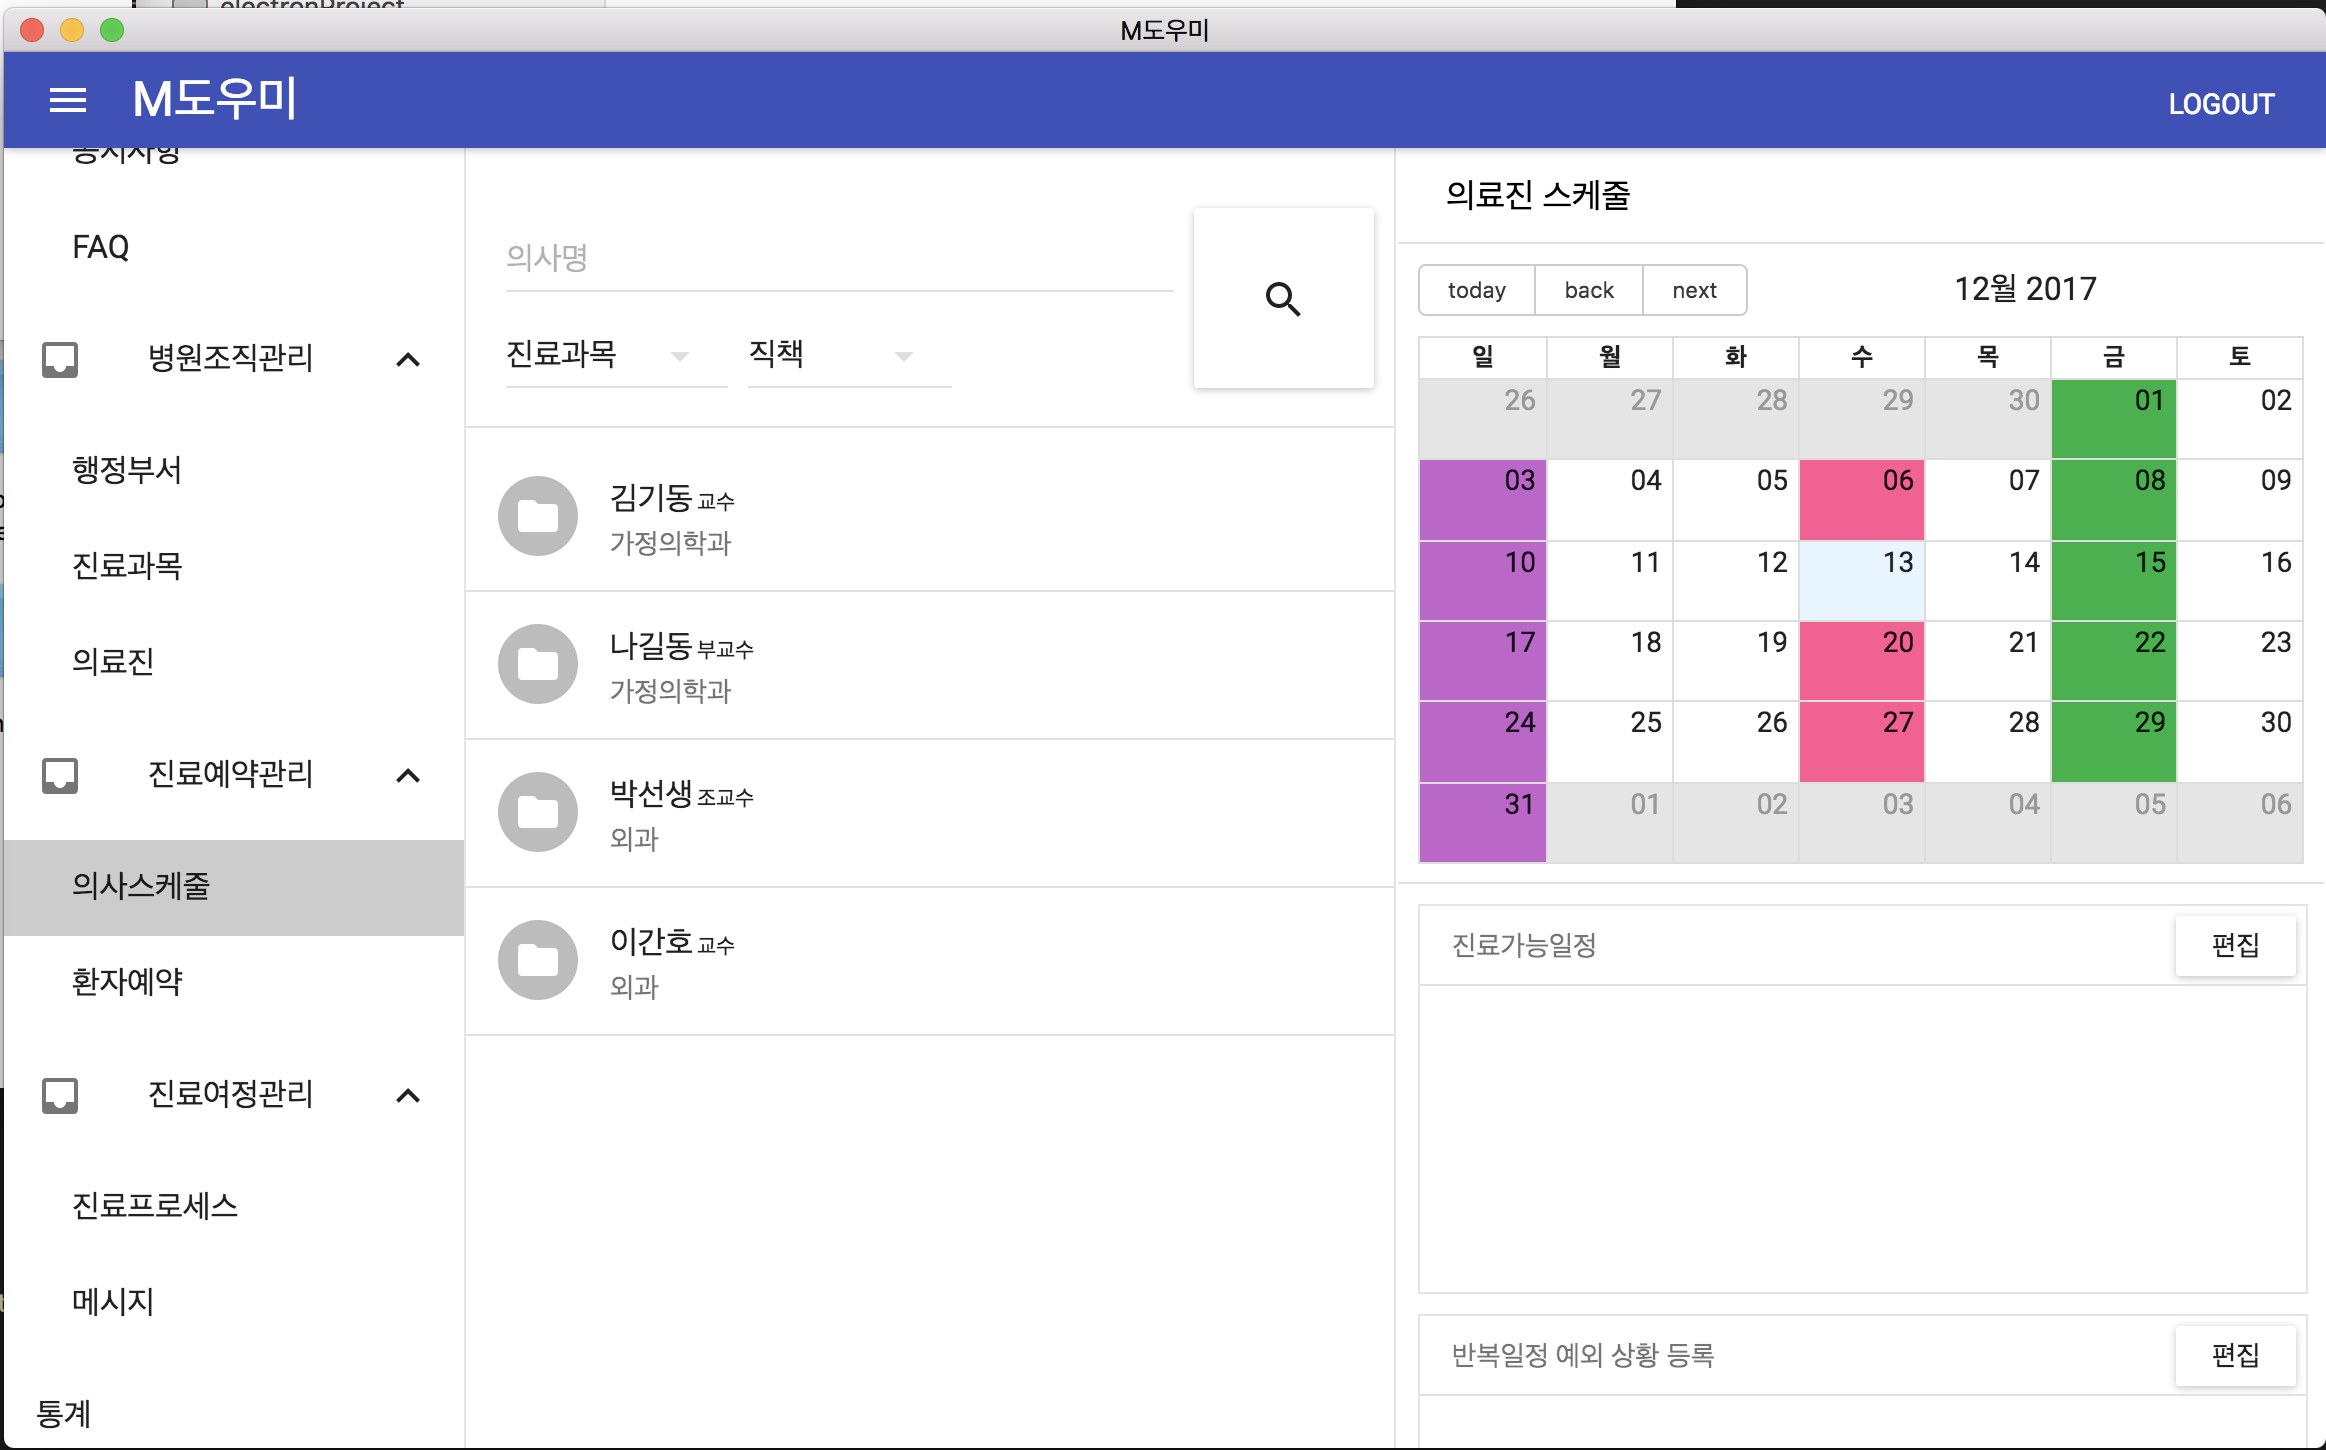 M도우미
M도우미
LOGOUT
공지사항
FAQ
병원조직관리
행정부서
진료과목
의료진
진료예약관리
의사스케줄
환자예약
진료여정관리
진료프로세스
메시지
통계
의사명
진료과목 직책
김기동 교수
가정의학과
나길동 부교수
가정의학과
박선생 조교수
외과
이간호 교수
외과
의료진 스케줄
today back next 12월 2017
일 월 화 수 목 금 토
26 27 28 29 30 01 02
03 04 05 06 07 08 09
10 11 12 13 14 15 16
17 18 19 20 21 22 23
24 25 26 27 28 29 30
31 01 02 03 04 05 06
진료가능일정 편집
반복일정 예외 상황 등록 편집